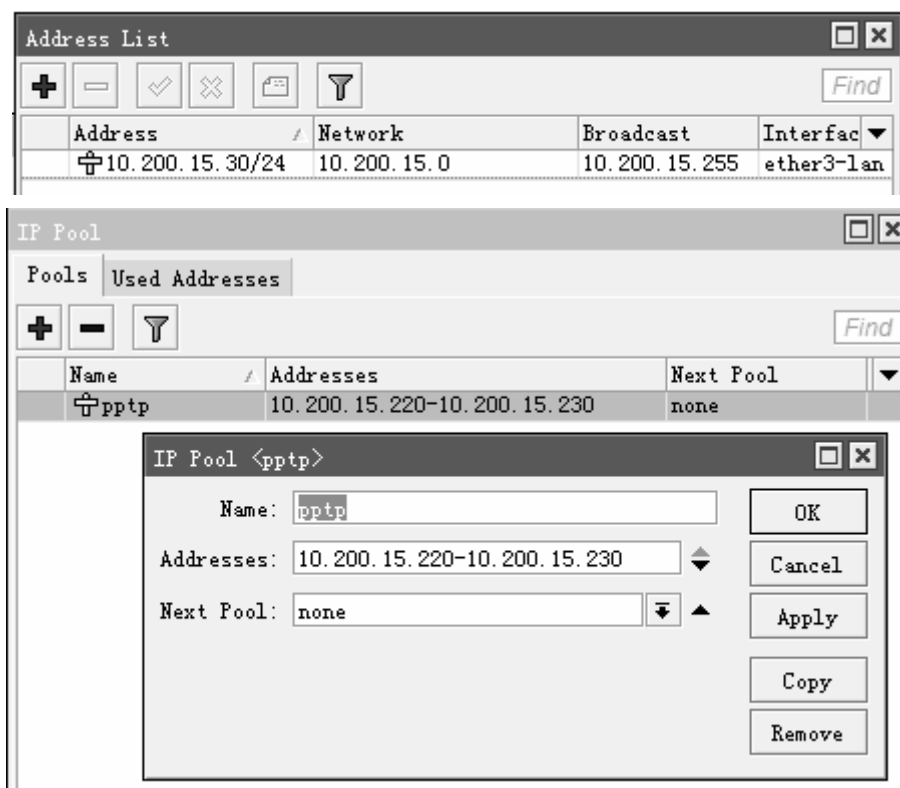 Address List
Find
Address Network Broadcast Interfac
10.200.15.30/24 10.200.15.0 10.200.15.255 ether3-lan
IP Pool
Pools Used Addresses
Find
Name Addresses Next Pool
pptp 10.200.15.220-10.200.15.230 none
IP Pool <pptp>
Name: pptp OK
Addresses: 10.200.15.220-10.200.15.230 Cancel
Next Pool: none Apply
Copy
Remove